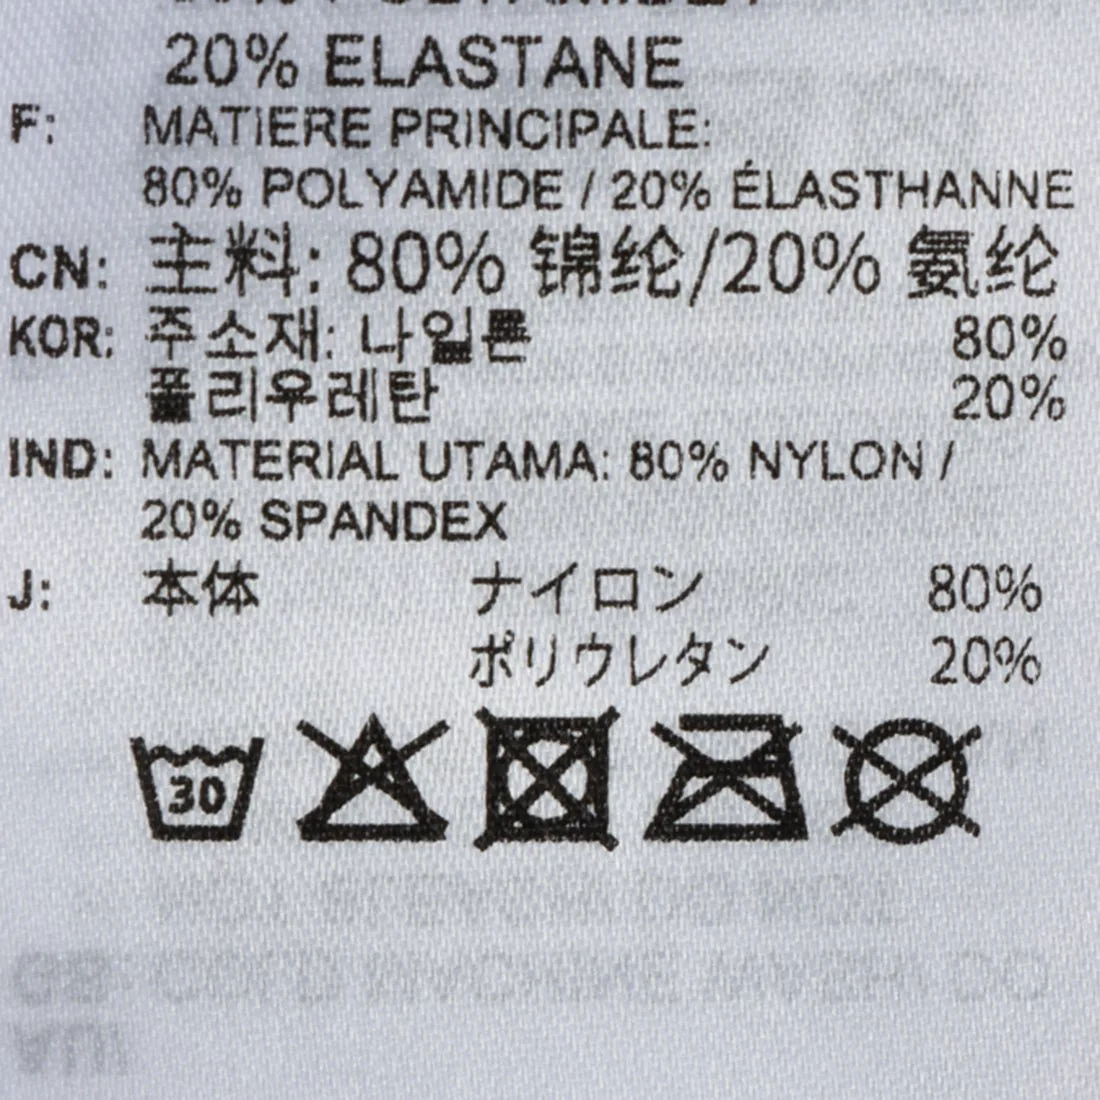 20% ELASTANE
F: MATIERE PRINCIPALE:
80% POLYAMIDE / 20% ÉLASTHANNE
CN: 主料: 80% 锦纶/20% 氨纶
KOR: 주소재: 나일론 80%
폴리우레탄 20%
IND: MATERIAL UTAMA: 80% NYLON /
20% SPANDEX
J: 本体 ナイロン 80%
ポリウレタン 20%
30